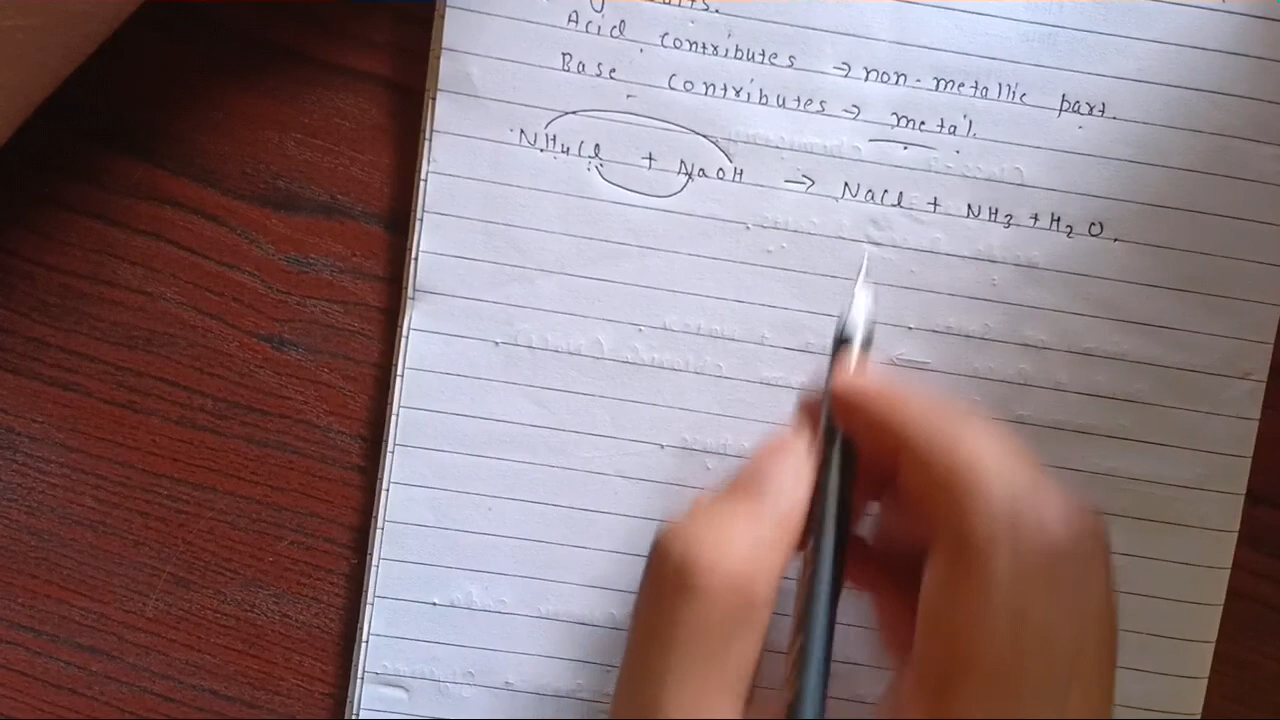 Acid contributes → non-metallic part.
Base contributes → metal.
NH4Cl + NaOH → NaCl + NH3 + H2O.